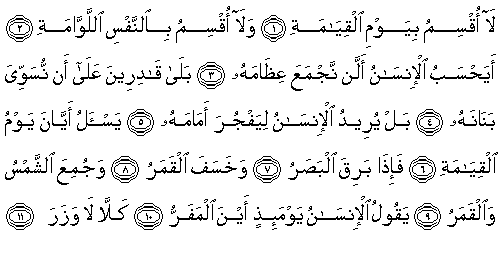 لَآ أُقْسِمُ بِيَوْمِ ٱلْقِيَـٰمَةِ ١ وَلَآ أُقْسِمُ بِٱلنَّفْسِ ٱللَّوَّامَةِ ٢
أَيَحْسَبُ ٱلْإِنسَـٰنُ أَلَّن نَّجْمَعَ عِظَامَهُۥ ٣ بَلَىٰ قَـٰدِرِينَ عَلَىٰٓ أَن نُّسَوِّىَ
بَنَانَهُۥ ٤ بَلْ يُرِيدُ ٱلْإِنسَـٰنُ لِيَفْجُرَ أَمَامَهُۥ ٥ يَسْـَٔلُ أَيَّانَ يَوْمُ
ٱلْقِيَـٰمَةِ ٦ فَإِذَا بَرِقَ ٱلْبَصَرُ ٧ وَخَسَفَ ٱلْقَمَرُ ٨ وَجُمِعَ ٱلشَّمْسُ
وَٱلْقَمَرُ ٩ يَقُولُ ٱلْإِنسَـٰنُ يَوْمَئِذٍ أَيْنَ ٱلْمَفَرُّ ١٠ كَلَّا لَا وَزَرَ ١١